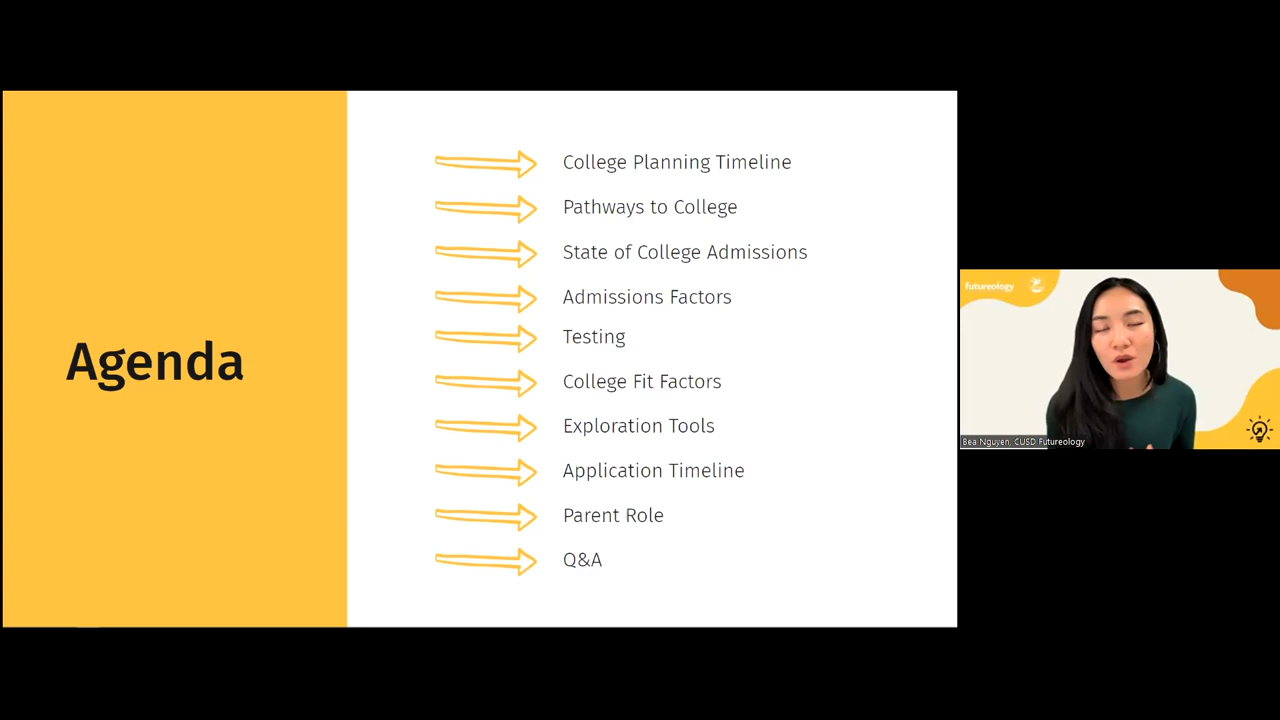 Agenda
College Planning Timeline
Pathways to College
State of College Admissions
Admissions Factors
Testing
College Fit Factors
Exploration Tools
Application Timeline
Parent Role
Q&A
futureology
Bea Nguyen, CUSD Futureology